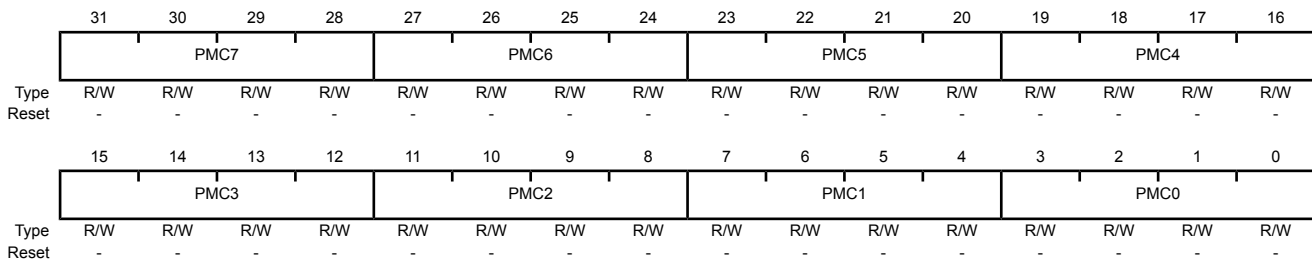 31 30 29 28 27 26 25 24 23 22 21 20 19 18 17 16
PMC7 PMC6 PMC5 PMC4
Type R/W R/W R/W R/W R/W R/W R/W R/W R/W R/W R/W R/W R/W R/W R/W R/W
Reset - - - - - - - - - - - - - - - -
15 14 13 12 11 10 9 8 7 6 5 4 3 2 1 0
PMC3 PMC2 PMC1 PMC0
Type R/W R/W R/W R/W R/W R/W R/W R/W R/W R/W R/W R/W R/W R/W R/W R/W
Reset - - - - - - - - - - - - - - - -